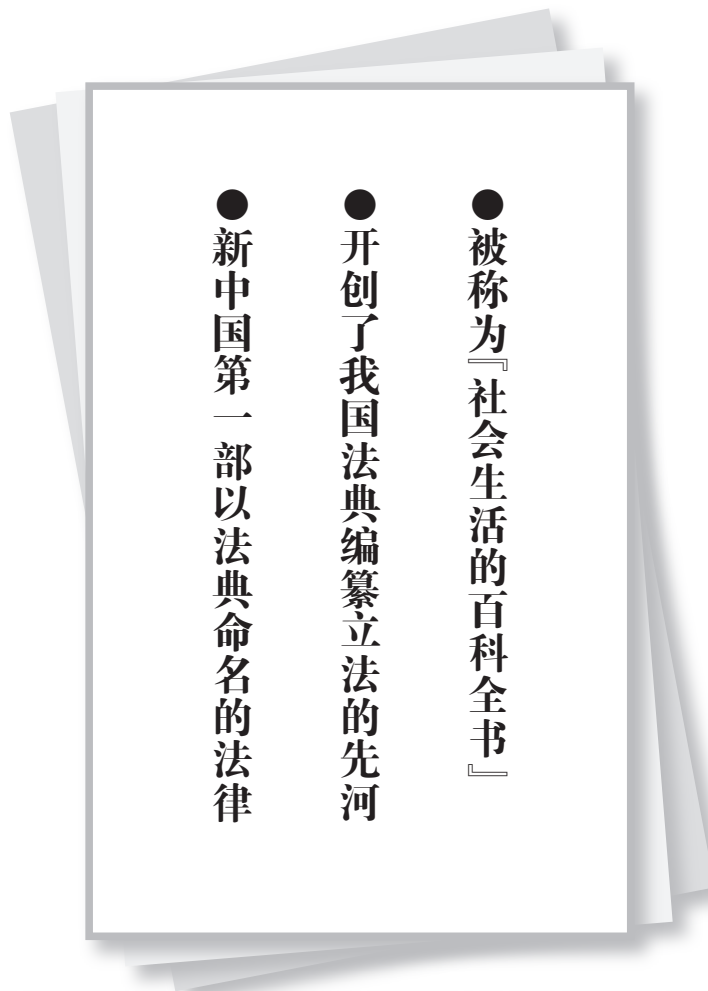 ●被称为『社会生活的百科全书』
●开创了我国法典编纂立法的先河
●新中国第一部以法典命名的法律